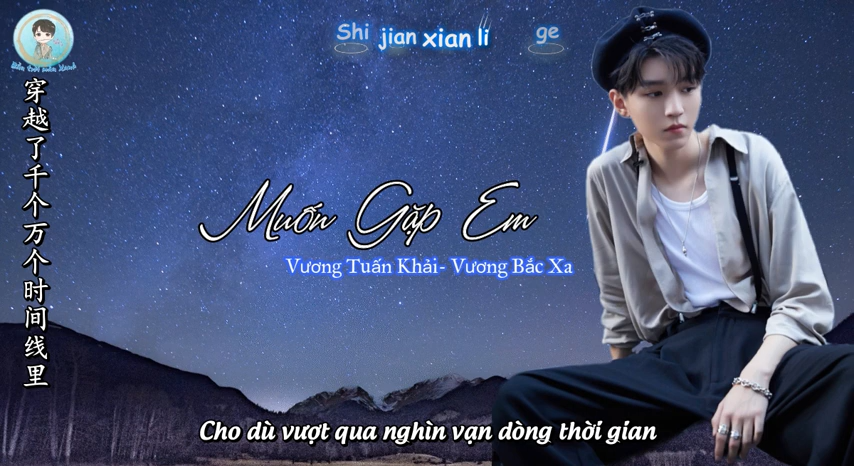 Shi jian xian li ge
穿越了千个万个时间线里
Muốn Gặp Em
Vương Tuấn Khải- Vương Bắc Xa
Cho dù vượt qua nghìn vạn dòng thời gian